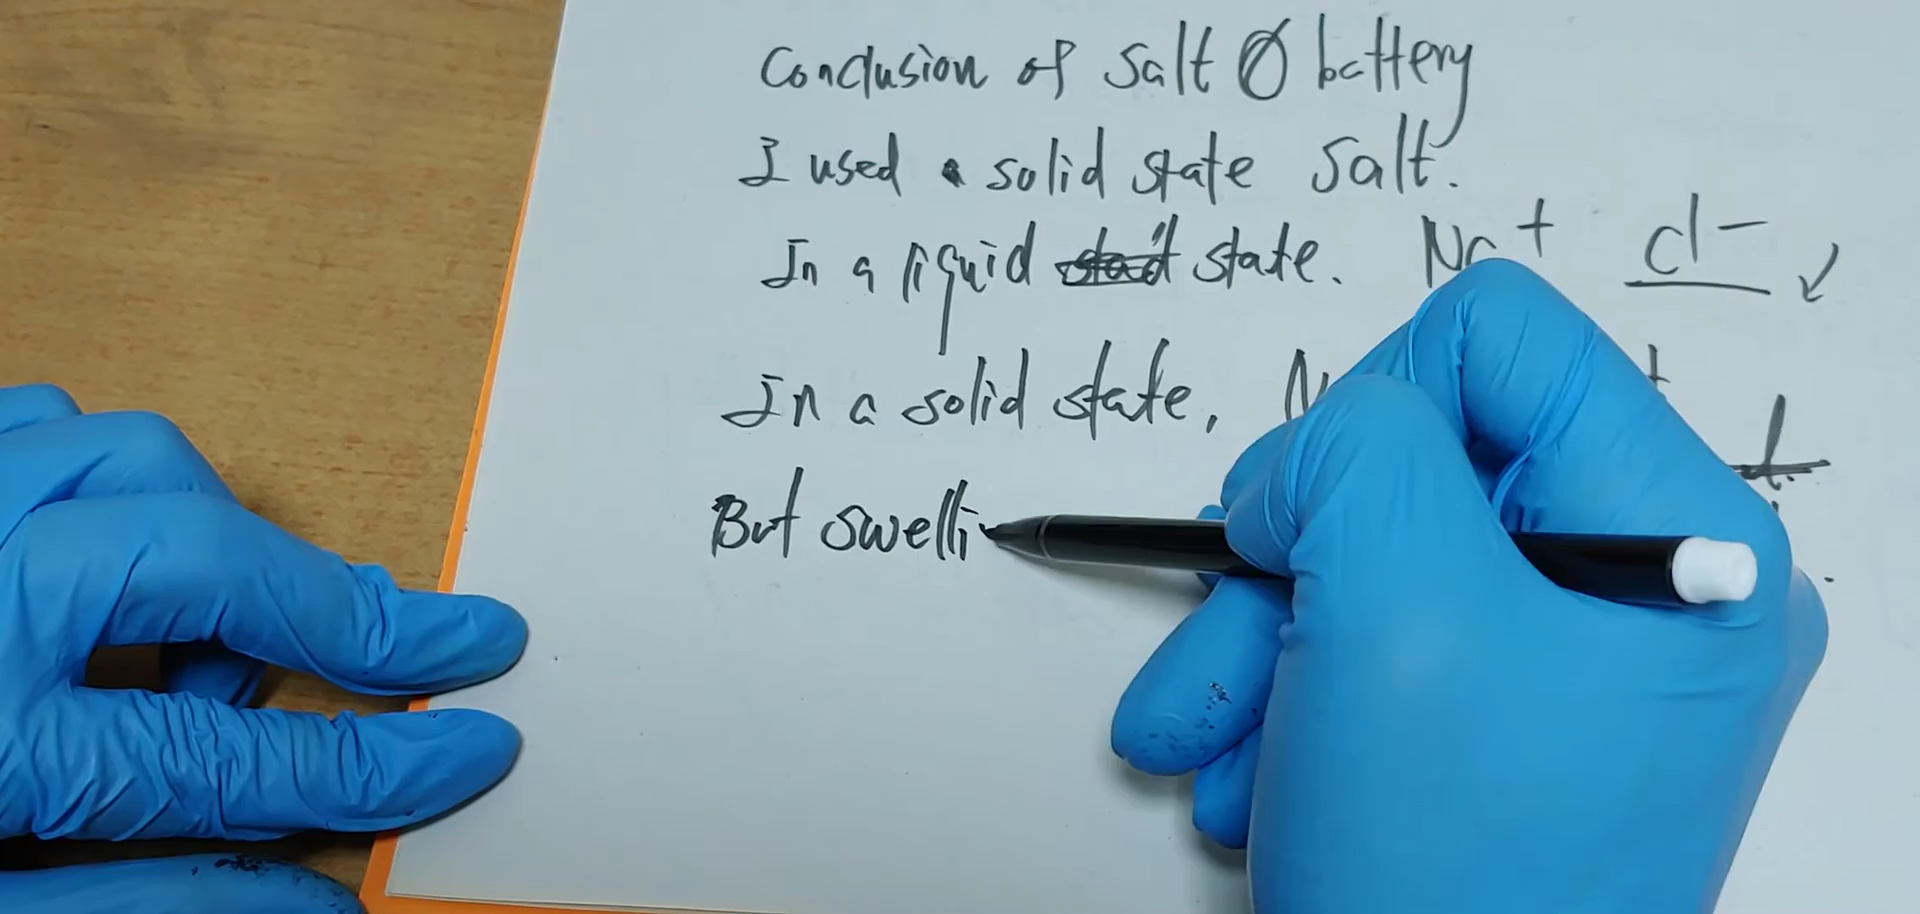 Conclusion of salt battery
I used solid state salt.
In a liquid state. Na+ Cl-
In a solid state,
But swelli